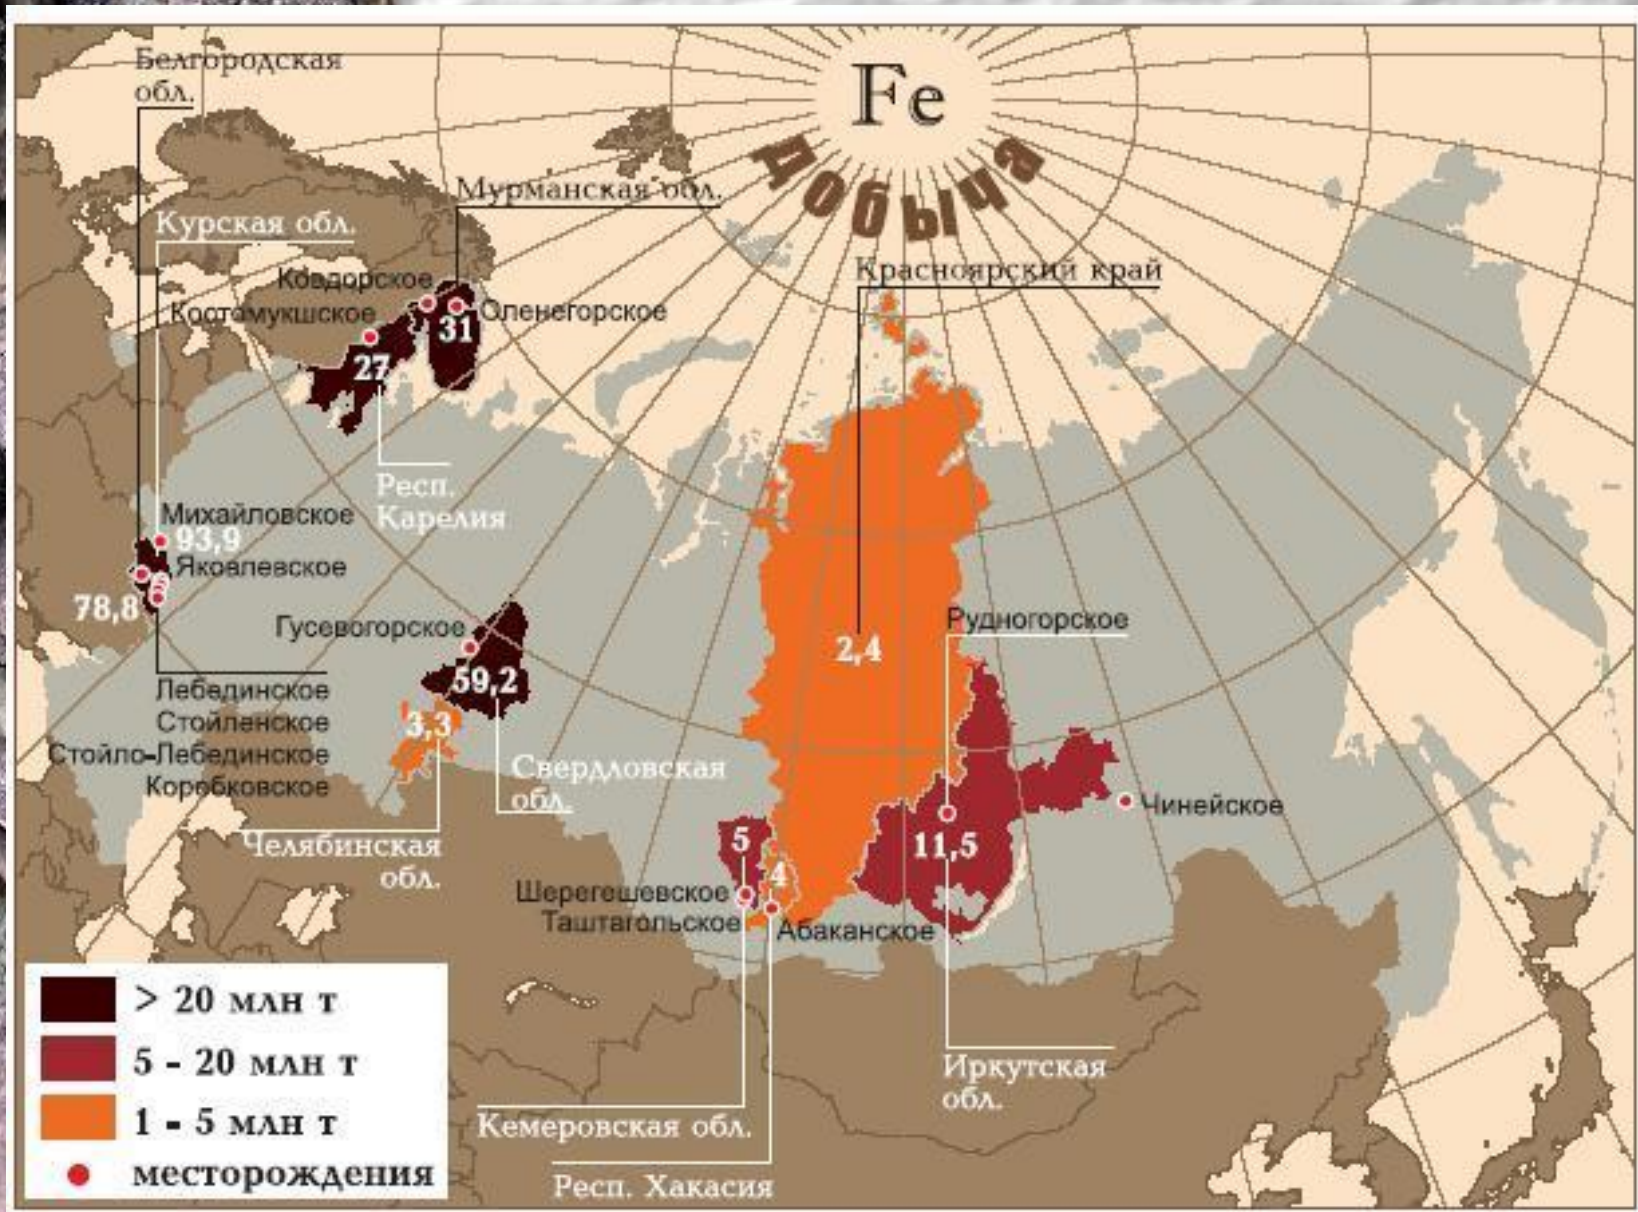 Fe
добыча
Белгородская
обл.
Мурманская обл.
Курская обл.
Красноярский край
Ковдорское
Костомукшское
Оленегорское
31
27
Респ.
Карелия
Михайловское
93,9
Яковлевское
78,8
Гусевогорское
Рудногорское
2,4
59,2
Лебединское
Стойленское
Стойло-Лебединское
Коробковское
3,3
Свердловская
обл.
Чинейское
Челябинская
обл.
5
11,5
4
Шерегешевское
Таштагольское
Абаканское
> 20 млн т
5 - 20 млн т
1 - 5 млн т
месторождения
Иркутская
обл.
Кемеровская обл.
Респ. Хакасия